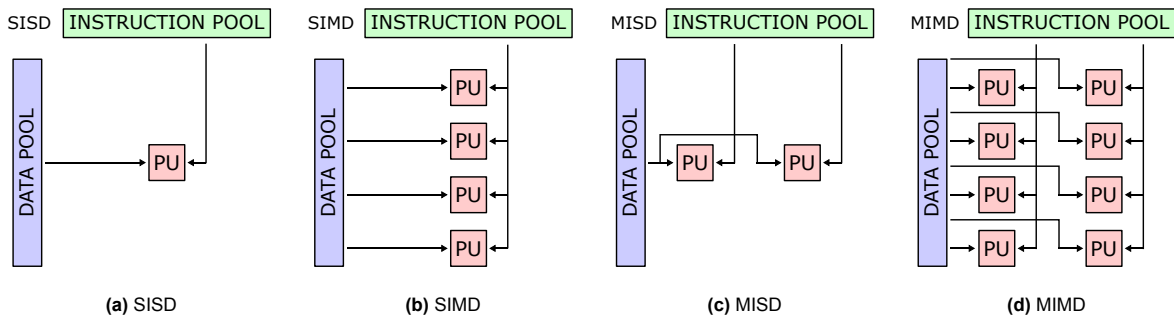 SISD INSTRUCTION POOL
DATA POOL
PU
(a) SISD
SIMD INSTRUCTION POOL
DATA POOL
PU
PU
PU
PU
(b) SIMD
MISD INSTRUCTION POOL
DATA POOL
PU PU
(c) MISD
MIMD INSTRUCTION POOL
DATA POOL
PU PU
PU PU
PU PU
PU PU
(d) MIMD